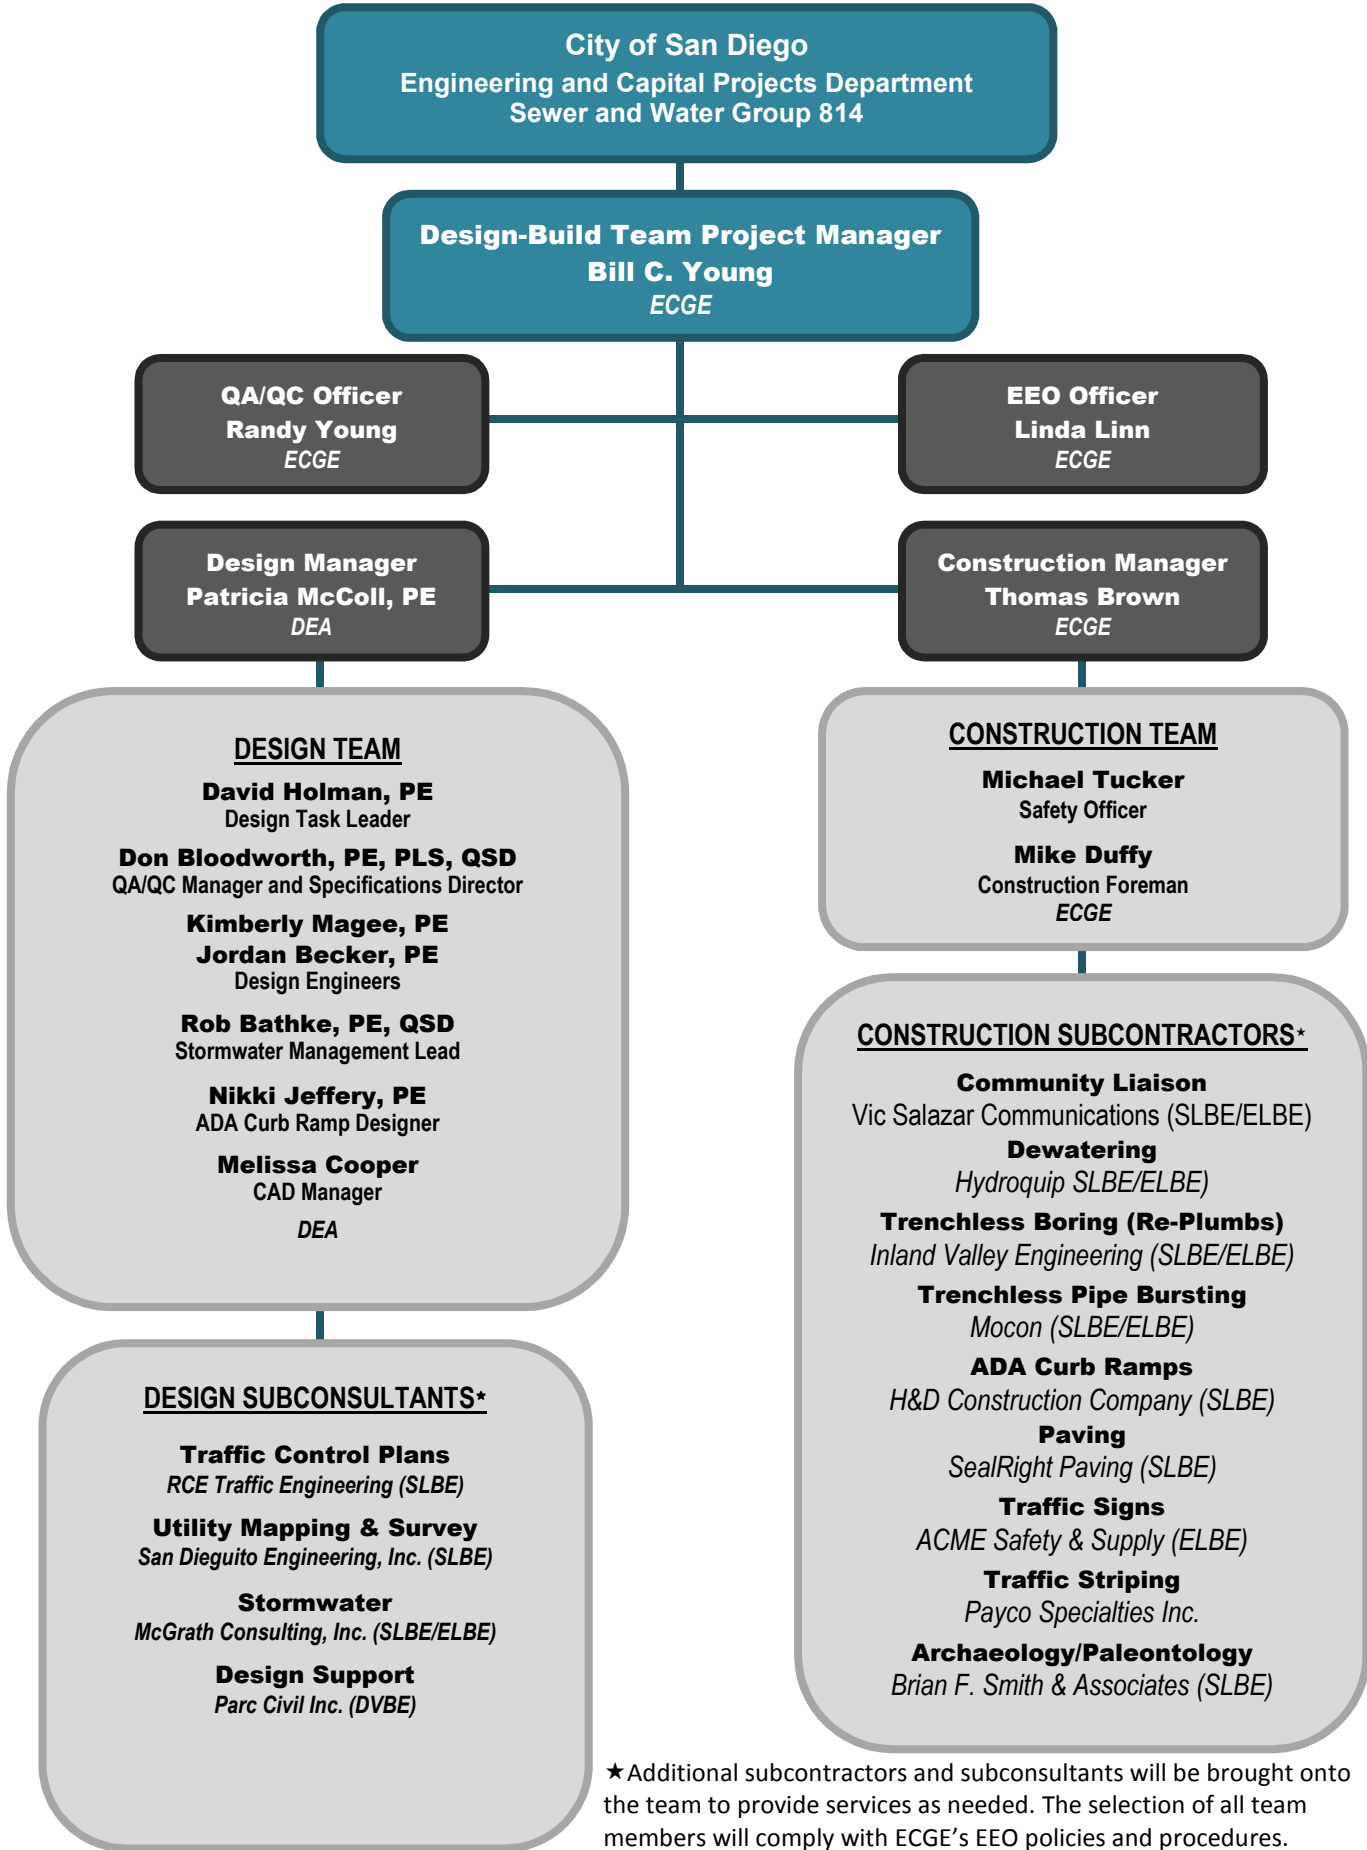 City of San Diego
Engineering and Capital Projects Department
Sewer and Water Group 814
Design-Build Team Project Manager
Bill C. Young
ECGE
QA/QC Officer
Randy Young
ECGE
EEO Officer
Linda Linn
ECGE
Design Manager
Patricia McColl, PE
DEA
Construction Manager
Thomas Brown
ECGE
DESIGN TEAM
David Holman, PE
Design Task Leader
Don Bloodworth, PE, PLS, QSD
QA/QC Manager and Specifications Director
Kimberly Magee, PE
Jordan Becker, PE
Design Engineers
Rob Bathke, PE, QSD
Stormwater Management Lead
Nikki Jeffery, PE
ADA Curb Ramp Designer
Melissa Cooper
CAD Manager
DEA
DESIGN SUBCONSULTANTS★
Traffic Control Plans
RCE Traffic Engineering (SLBE)
Utility Mapping & Survey
San Dieguito Engineering, Inc. (SLBE)
Stormwater
McGrath Consulting, Inc. (SLBE/ELBE)
Design Support
Parc Civil Inc. (DVBE)
CONSTRUCTION TEAM
Michael Tucker
Safety Officer
Mike Duffy
Construction Foreman
ECGE
CONSTRUCTION SUBCONTRACTORS★
Community Liaison
Vic Salazar Communications (SLBE/ELBE)
Dewatering
Hydroquip SLBE/ELBE)
Trenchless Boring (Re-Plumbs)
Inland Valley Engineering (SLBE/ELBE)
Trenchless Pipe Bursting
Mocon (SLBE/ELBE)
ADA Curb Ramps
H&D Construction Company (SLBE)
Paving
SealRight Paving (SLBE)
Traffic Signs
ACME Safety & Supply (ELBE)
Traffic Striping
Payco Specialties Inc.
Archaeology/Paleontology
Brian F. Smith & Associates (SLBE)
★Additional subcontractors and subconsultants will be brought onto
the team to provide services as needed. The selection of all team
members will comply with ECGE’s EEO policies and procedures.